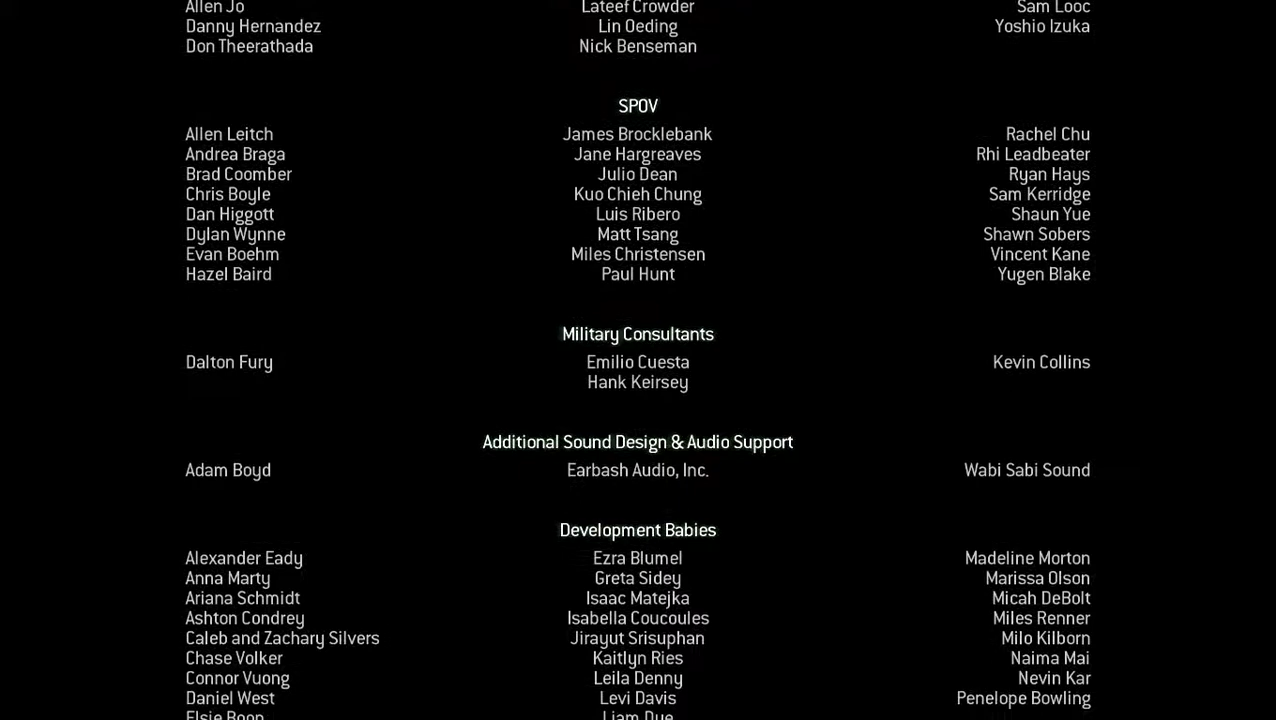 Allen Jo Lateef Crowder Sam Looc
Danny Hernandez Lin Oeding Yoshio Izuka
Don Theerathada Nick Benseman
SPOV
Allen Leitch James Brocklebank Rachel Chu
Andrea Braga Jane Hargreaves Rhi Leadbeater
Brad Coomber Julio Dean Ryan Hays
Chris Boyle Kuo Chieh Chung Sam Kerridge
Dan Higgott Luis Ribero Shaun Yue
Dylan Wynne Matt Tsang Shawn Sobers
Evan Boehm Miles Christensen Vincent Kane
Hazel Baird Paul Hunt Yugen Blake
Military Consultants
Dalton Fury Emilio Cuesta Kevin Collins
Hank Keirsey
Additional Sound Design & Audio Support
Adam Boyd Earbash Audio, Inc. Wabi Sabi Sound
Development Babies
Alexander Eady Ezra Blumel Madeline Morton
Anna Marty Greta Sidey Marissa Olson
Ariana Schmidt Isaac Matejka Micah DeBolt
Ashton Condrey Isabella Coucoules Miles Renner
Caleb and Zachary Silvers Jirayut Srisuphan Milo Kilborn
Chase Volker Kaitlyn Ries Naima Mai
Connor Vuong Leila Denny Nevin Kar
Daniel West Levi Davis Penelope Bowling
Elsie Liam